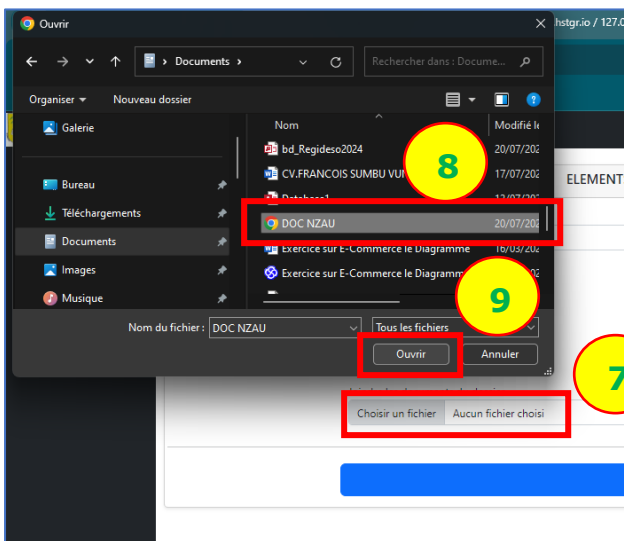 Ouvrir
hstgr.io / 127.0
Documents
Rechercher dans : Docume...
Organiser
Nouveau dossier
Galerie
Bureau
Téléchargements
Documents
Images
Musique
Nom
Modifié le
bd_Regideso2024
20/07/202
CV.FRANCOIS SUMBU VU
17/07/202
8
ELEMENTS
DOC NZAU
20/07/202
Exercice sur E-Commerce le Diagramme
16/03/202
Exercice sur E-Commerce le Diagramm
9
Nom du fichier :
DOC NZAU
Tous les fichiers
Ouvrir
Annuler
7
Choisir un fichier
Aucun fichier choisi